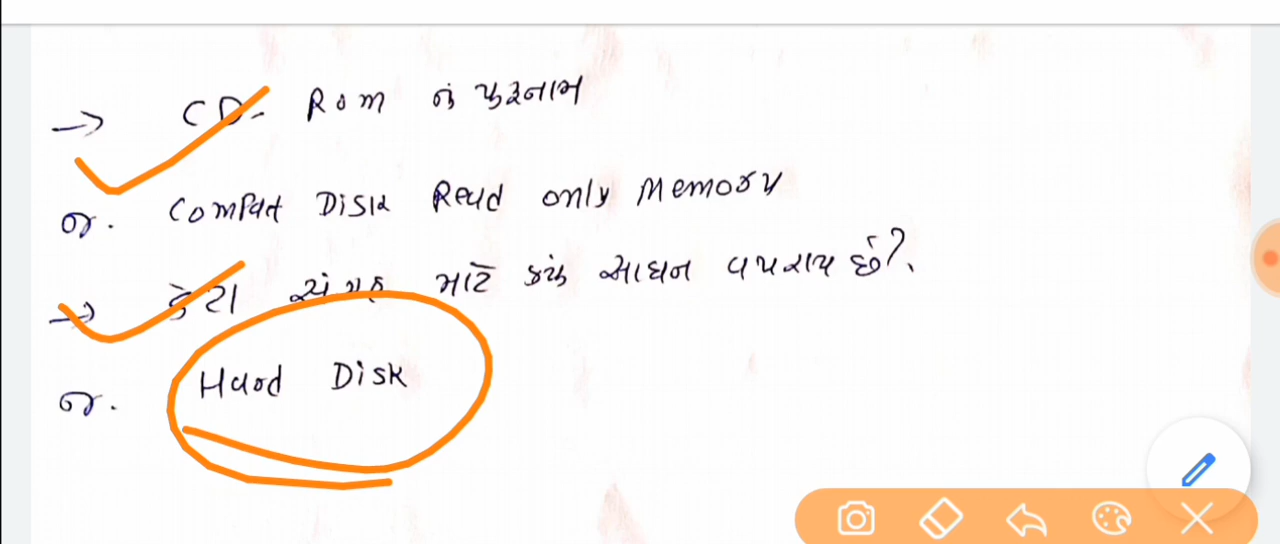 → CD- Rom નું પુરુનામ
જ. Compact Disk Read only Memory
→ ડેટા સંગ્રહ માટે કયું સાધન વપરાય છે?
જ. Hard Disk